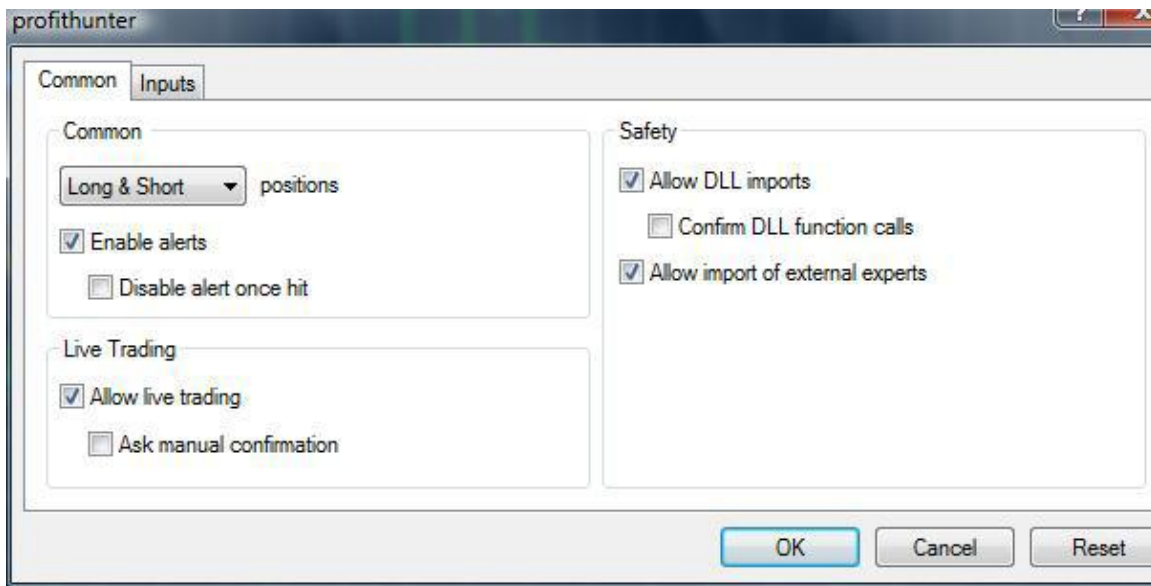 profithunter
? X
Common Inputs
Common
Long & Short positions
Enable alerts
Disable alert once hit
Live Trading
Allow live trading
Ask manual confirmation
Safety
Allow DLL imports
Confirm DLL function calls
Allow import of external experts
OK Cancel Reset